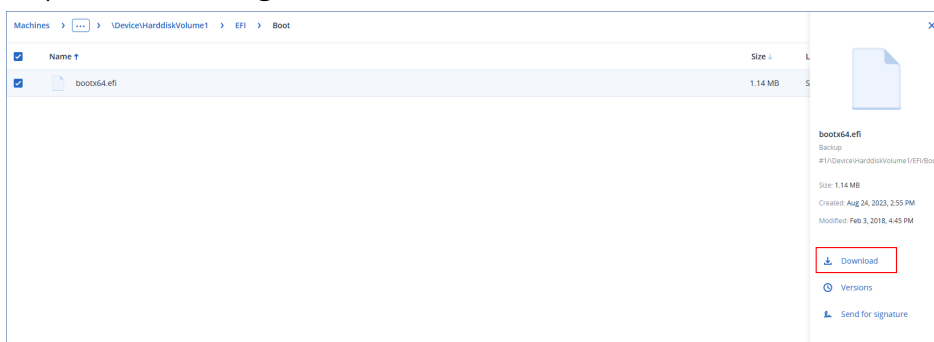 Machines > ... > \Device\HarddiskVolume1 > EFI > Boot
Name ↑ Size ↓ L
bootx64.efi 1.14 MB S
bootx64.efi
Backup
#1/\Device\HarddiskVolume1/EFI/Boo
Size: 1.14 MB
Created: Aug 24, 2023, 2:55 PM
Modified: Feb 3, 2018, 4:45 PM
Download
Versions
Send for signature